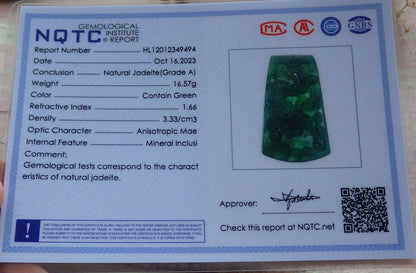 NQTC GEMOLOGICAL INSTITUTE REPORT
MA GNRS
Report Number HL12012349494
Date Oct 16,2023
Conclusion Natural Jadeite(Grade A)
Weight 16.57g
Color Contain Green
Refractive Index 1.66
Density 3.33/cm3
Optic Character Anisotropic Mae
Internal Feature Mineral Inclusi
Comment:
Gemological tests correspond to the charact
eristics of natural jadeite.
Approver:
Check this report at NQTC.net